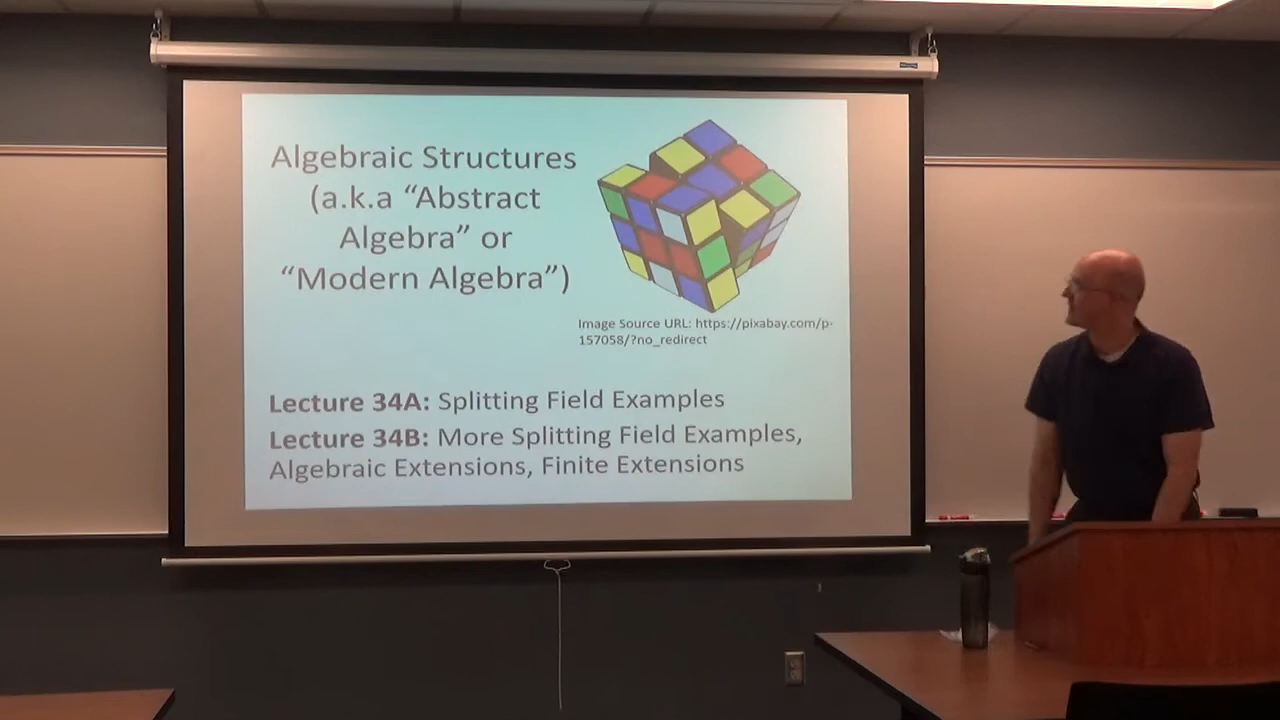 Algebraic Structures
(a.k.a “Abstract
Algebra” or
“Modern Algebra”)
Image Source URL: https://pixabay.com/p-
157058/?no_redirect
Lecture 34A: Splitting Field Examples
Lecture 34B: More Splitting Field Examples,
Algebraic Extensions, Finite Extensions